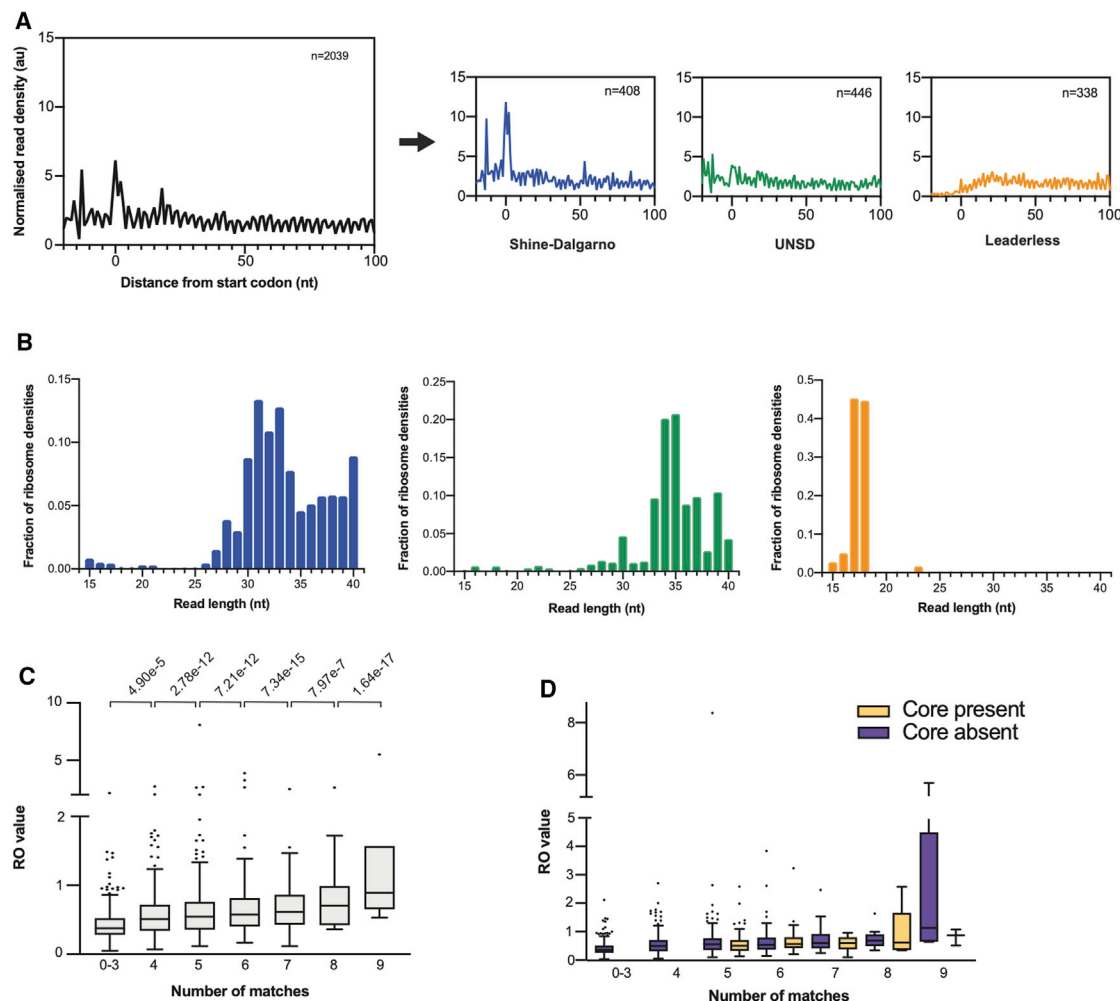 A
Normalised read density (au)
15
10
5
0
n=2039
0
50
100
Distance from start codon (nt)
15
10
5
0
n=408
0
50
100
Shine-Dalgarno
15
10
5
0
n=446
0
50
100
UNSD
15
10
5
0
n=338
0
50
100
Leaderless
B
Fraction of ribosome densities
0.15
0.10
0.05
0.00
15
20
25
30
35
40
Read length (nt)
Fraction of ribosome densities
0.25
0.20
0.15
0.10
0.05
0.00
15
20
25
30
35
40
Read length (nt)
Fraction of ribosome densities
0.5
0.4
0.3
0.2
0.1
0.0
15
20
25
30
35
40
Read length (nt)
C
4.90e-5
2.78e-12
7.21e-12
7.34e-15
7.97e-7
1.64e-17
RO value
10
5
2
1
0
0-3
4
5
6
7
8
9
Number of matches
D
Core present
Core absent
RO value
8
6
5
4
3
2
1
0
0-3
4
5
6
7
8
9
Number of matches